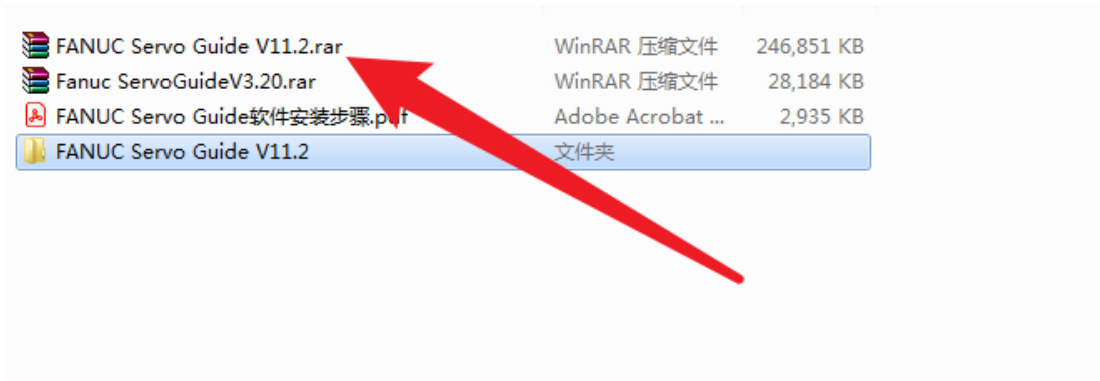 FANUC Servo Guide V11.2.rar WinRAR 压缩文件 246,851 KB
Fanuc ServoGuideV3.20.rar WinRAR 压缩文件 28,184 KB
FANUC Servo Guide软件安装步骤.pdf Adobe Acrobat ... 2,935 KB
FANUC Servo Guide V11.2 文件夹